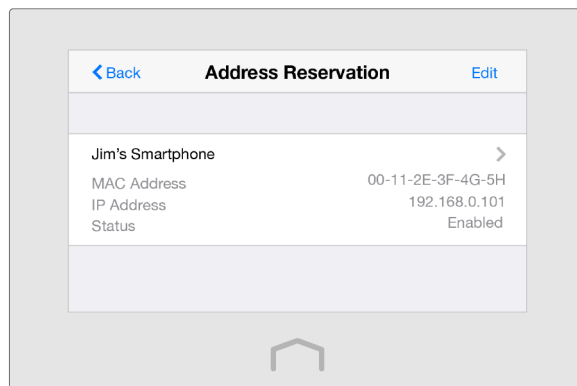 Back Address Reservation Edit
Jim's Smartphone
MAC Address 00-11-2E-3F-4G-5H
IP Address 192.168.0.101
Status Enabled